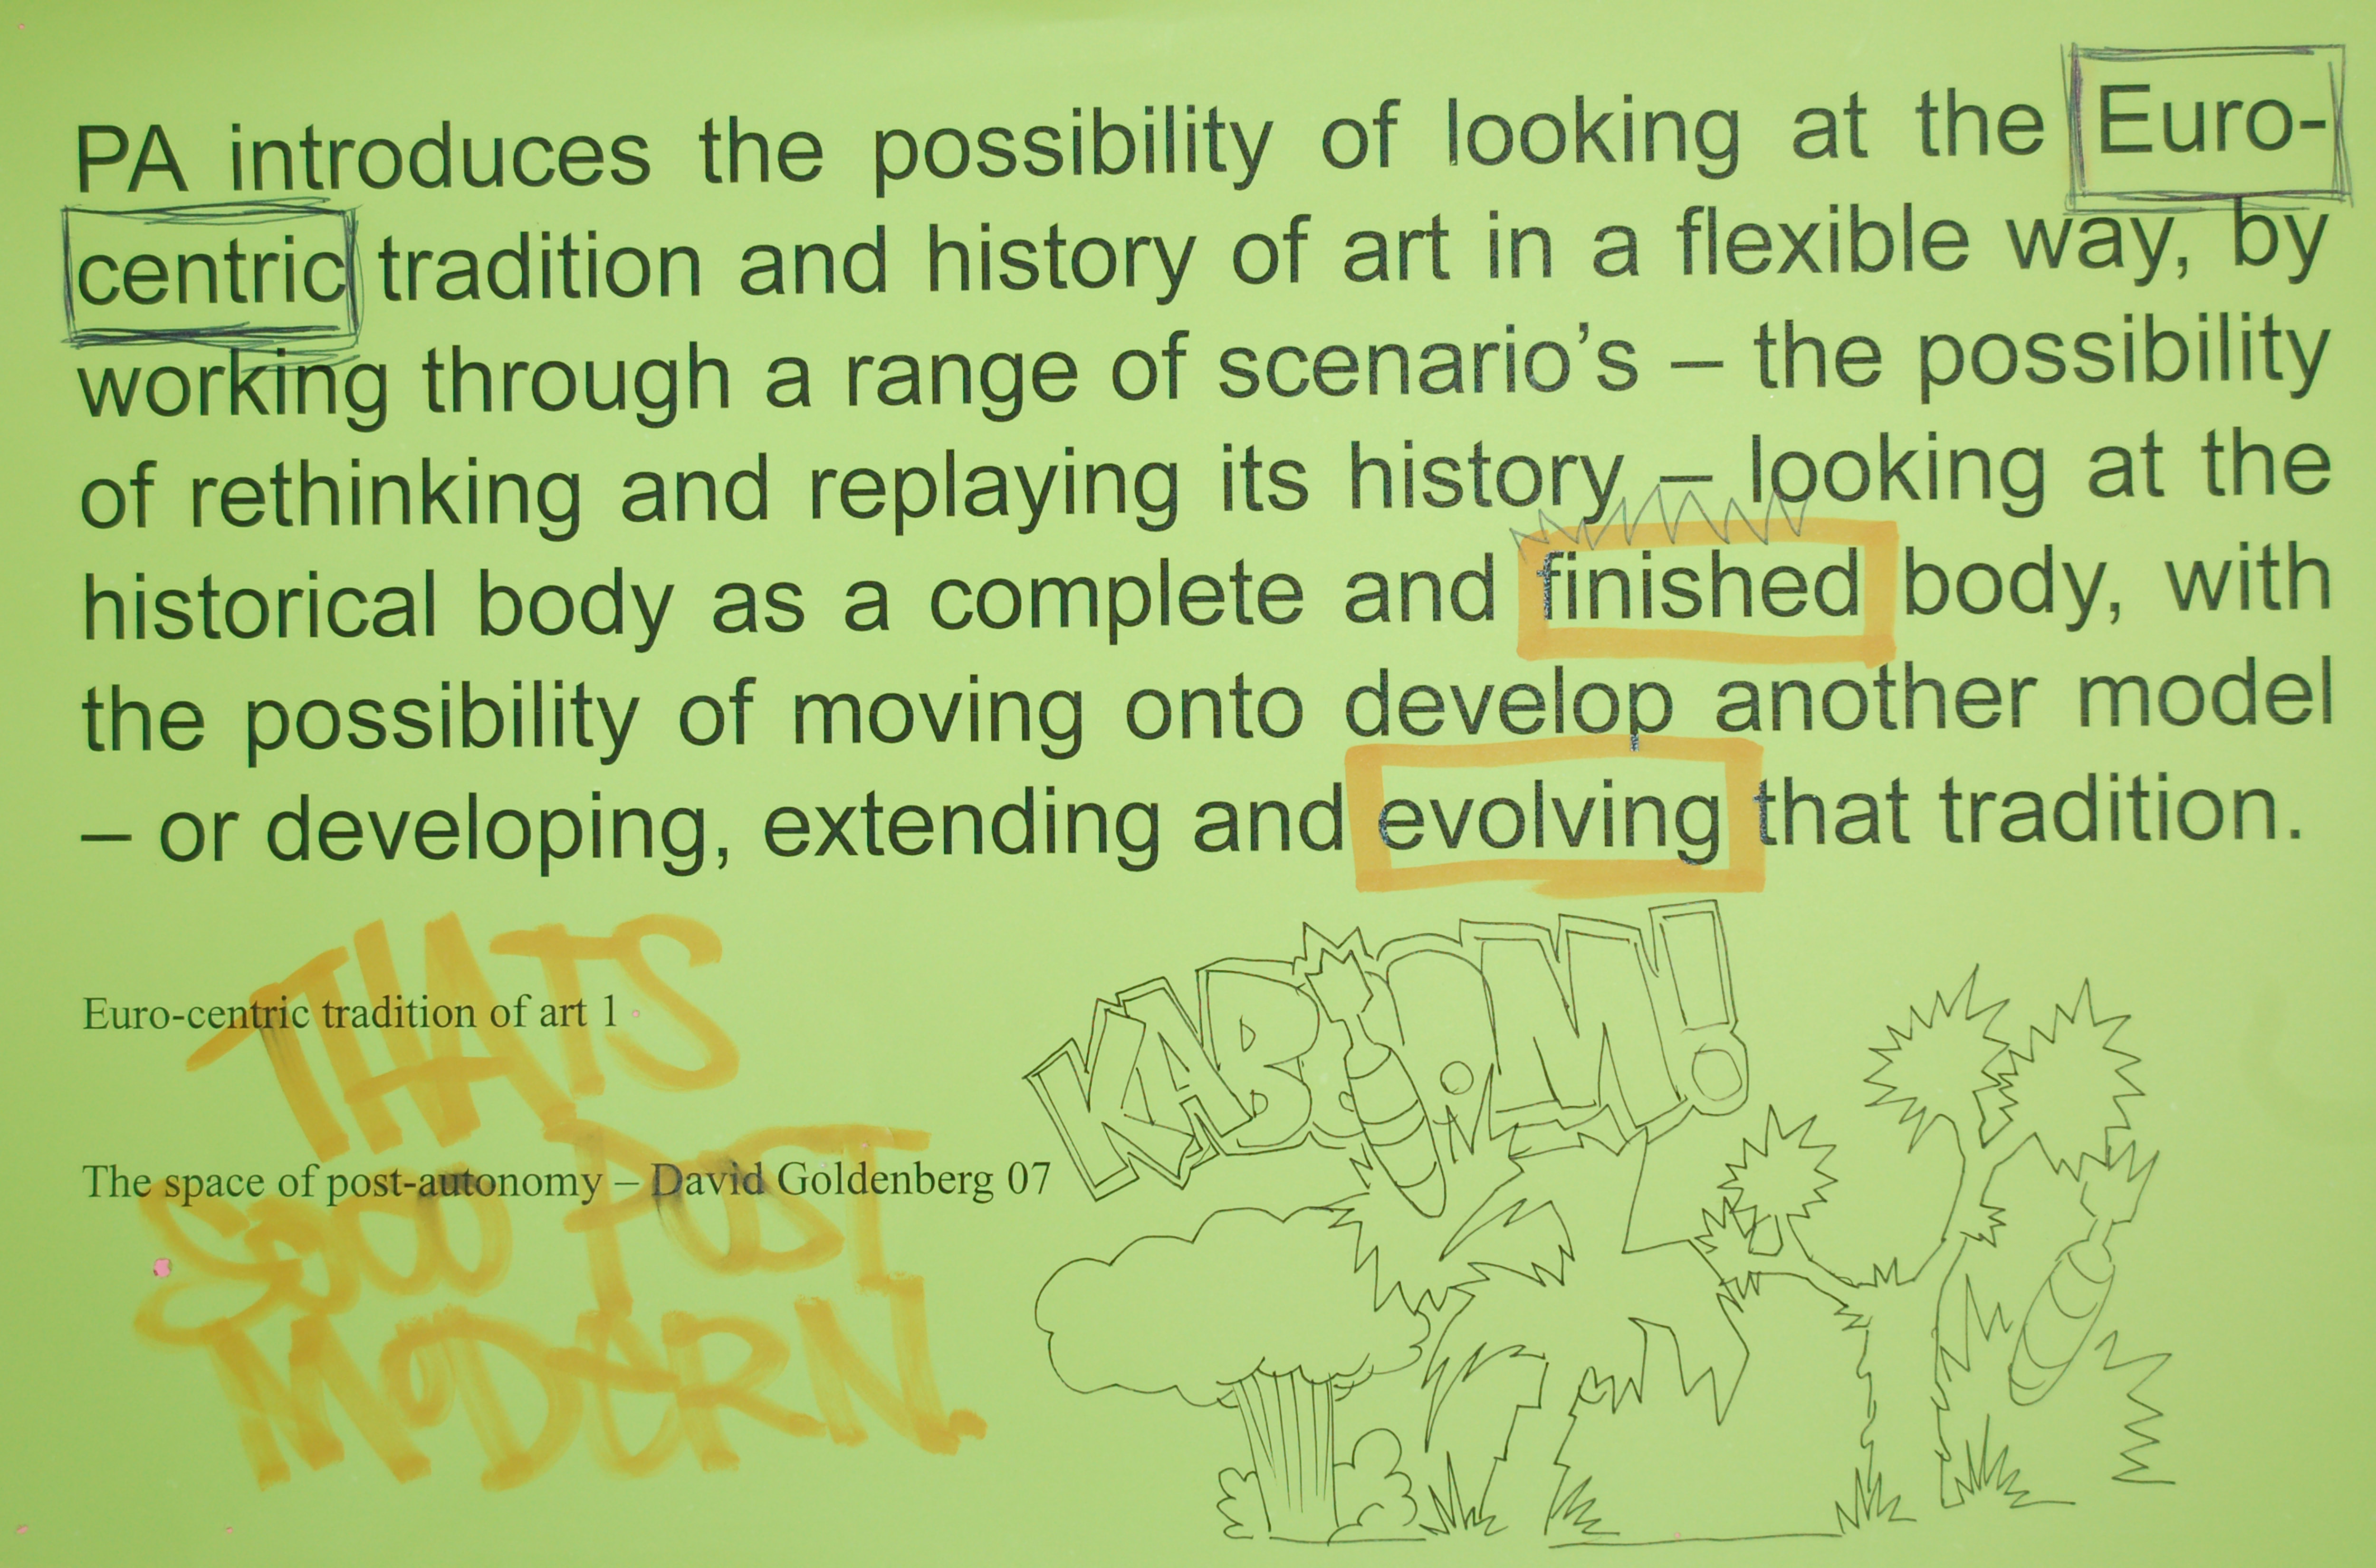 PA introduces the possibility of looking at the Euro-
centric tradition and history of art in a flexible way, by
working through a range of scenario’s – the possibility
of rethinking and replaying its history – looking at the
historical body as a complete and finished body, with
the possibility of moving onto develop another model
– or developing, extending and evolving that tradition.
Euro-centric tradition of art 1
The space of post-autonomy – David Goldenberg 07
THATS
SOOO POST
MODERN.
KABOOM!